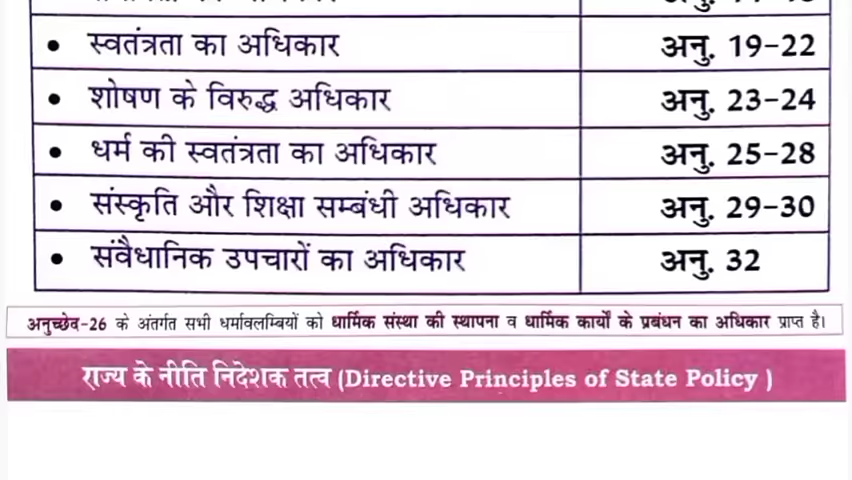 • स्वतंत्रता का अधिकार अनु. 19-22
• शोषण के विरुद्ध अधिकार अनु. 23-24
• धर्म की स्वतंत्रता का अधिकार अनु. 25-28
• संस्कृति और शिक्षा सम्बंधी अधिकार अनु. 29-30
• संवैधानिक उपचारों का अधिकार अनु. 32
अनुच्छेद-26 के अंतर्गत सभी धर्मावलम्बियों को धार्मिक संस्था की स्थापना व धार्मिक कार्यों के प्रबंधन का अधिकार प्राप्त है।
राज्य के नीति निदेशक तत्व (Directive Principles of State Policy )